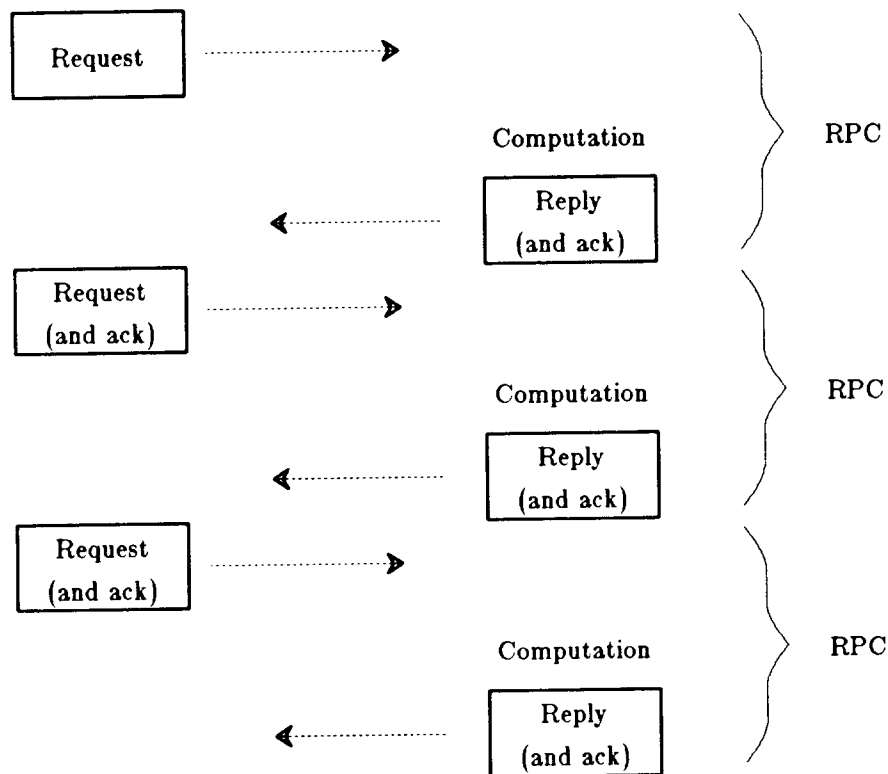 Request
Computation
RPC
Reply
(and ack)
Request
(and ack)
Computation
RPC
Reply
(and ack)
Request
(and ack)
Computation
RPC
Reply
(and ack)